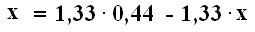 x = 1,33 · 0,44 - 1,33 · x